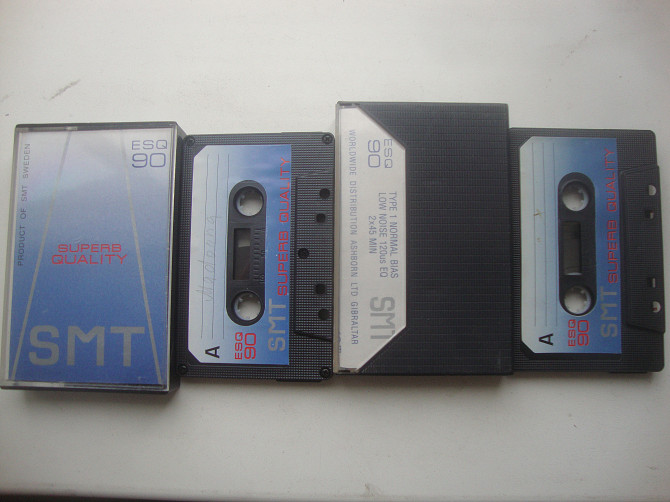 ESQ
90
PRODUCT OF SMT SWEDEN
SUPERB
QUALITY
SMT
A
ESQ
90
SMT SUPERB QUALITY
ESQ
90
TYPE 1 NORMAL BIAS
LOW NOISE 120us EQ
2x45 MIN
SMT
WORLDWIDE DISTRIBUTION ASHBORN LTD GIBRALTAR
A
ESQ
90
SMT SUPERB QUALITY